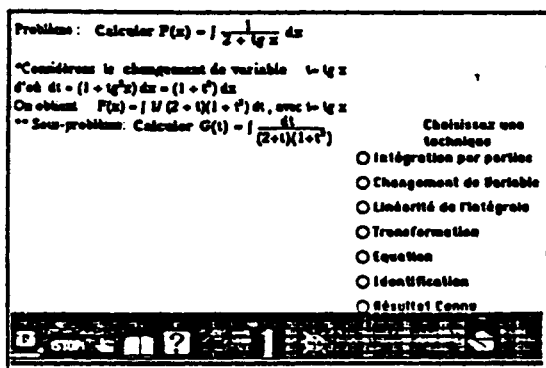 Problème : Calculer F(x) = ∫ 1 / (2 + tg x) dx
*Considérons le changement de variable t= tg x
d'où dt = (1 + tg²x) dx = (1 + t²) dx
On obtient F(x) = ∫ 1/ (2 + t)(1 + t²) dt , avec t= tg x
** Sous-problème: Calculer G(t) = ∫ dt / (2+t)(1+t²)
Choisissez une
technique
Intégration par parties
Changement de Variable
Linéarité de l'intégrale
Transformation
Equation
Identification
Résultat Connu
STOP
?